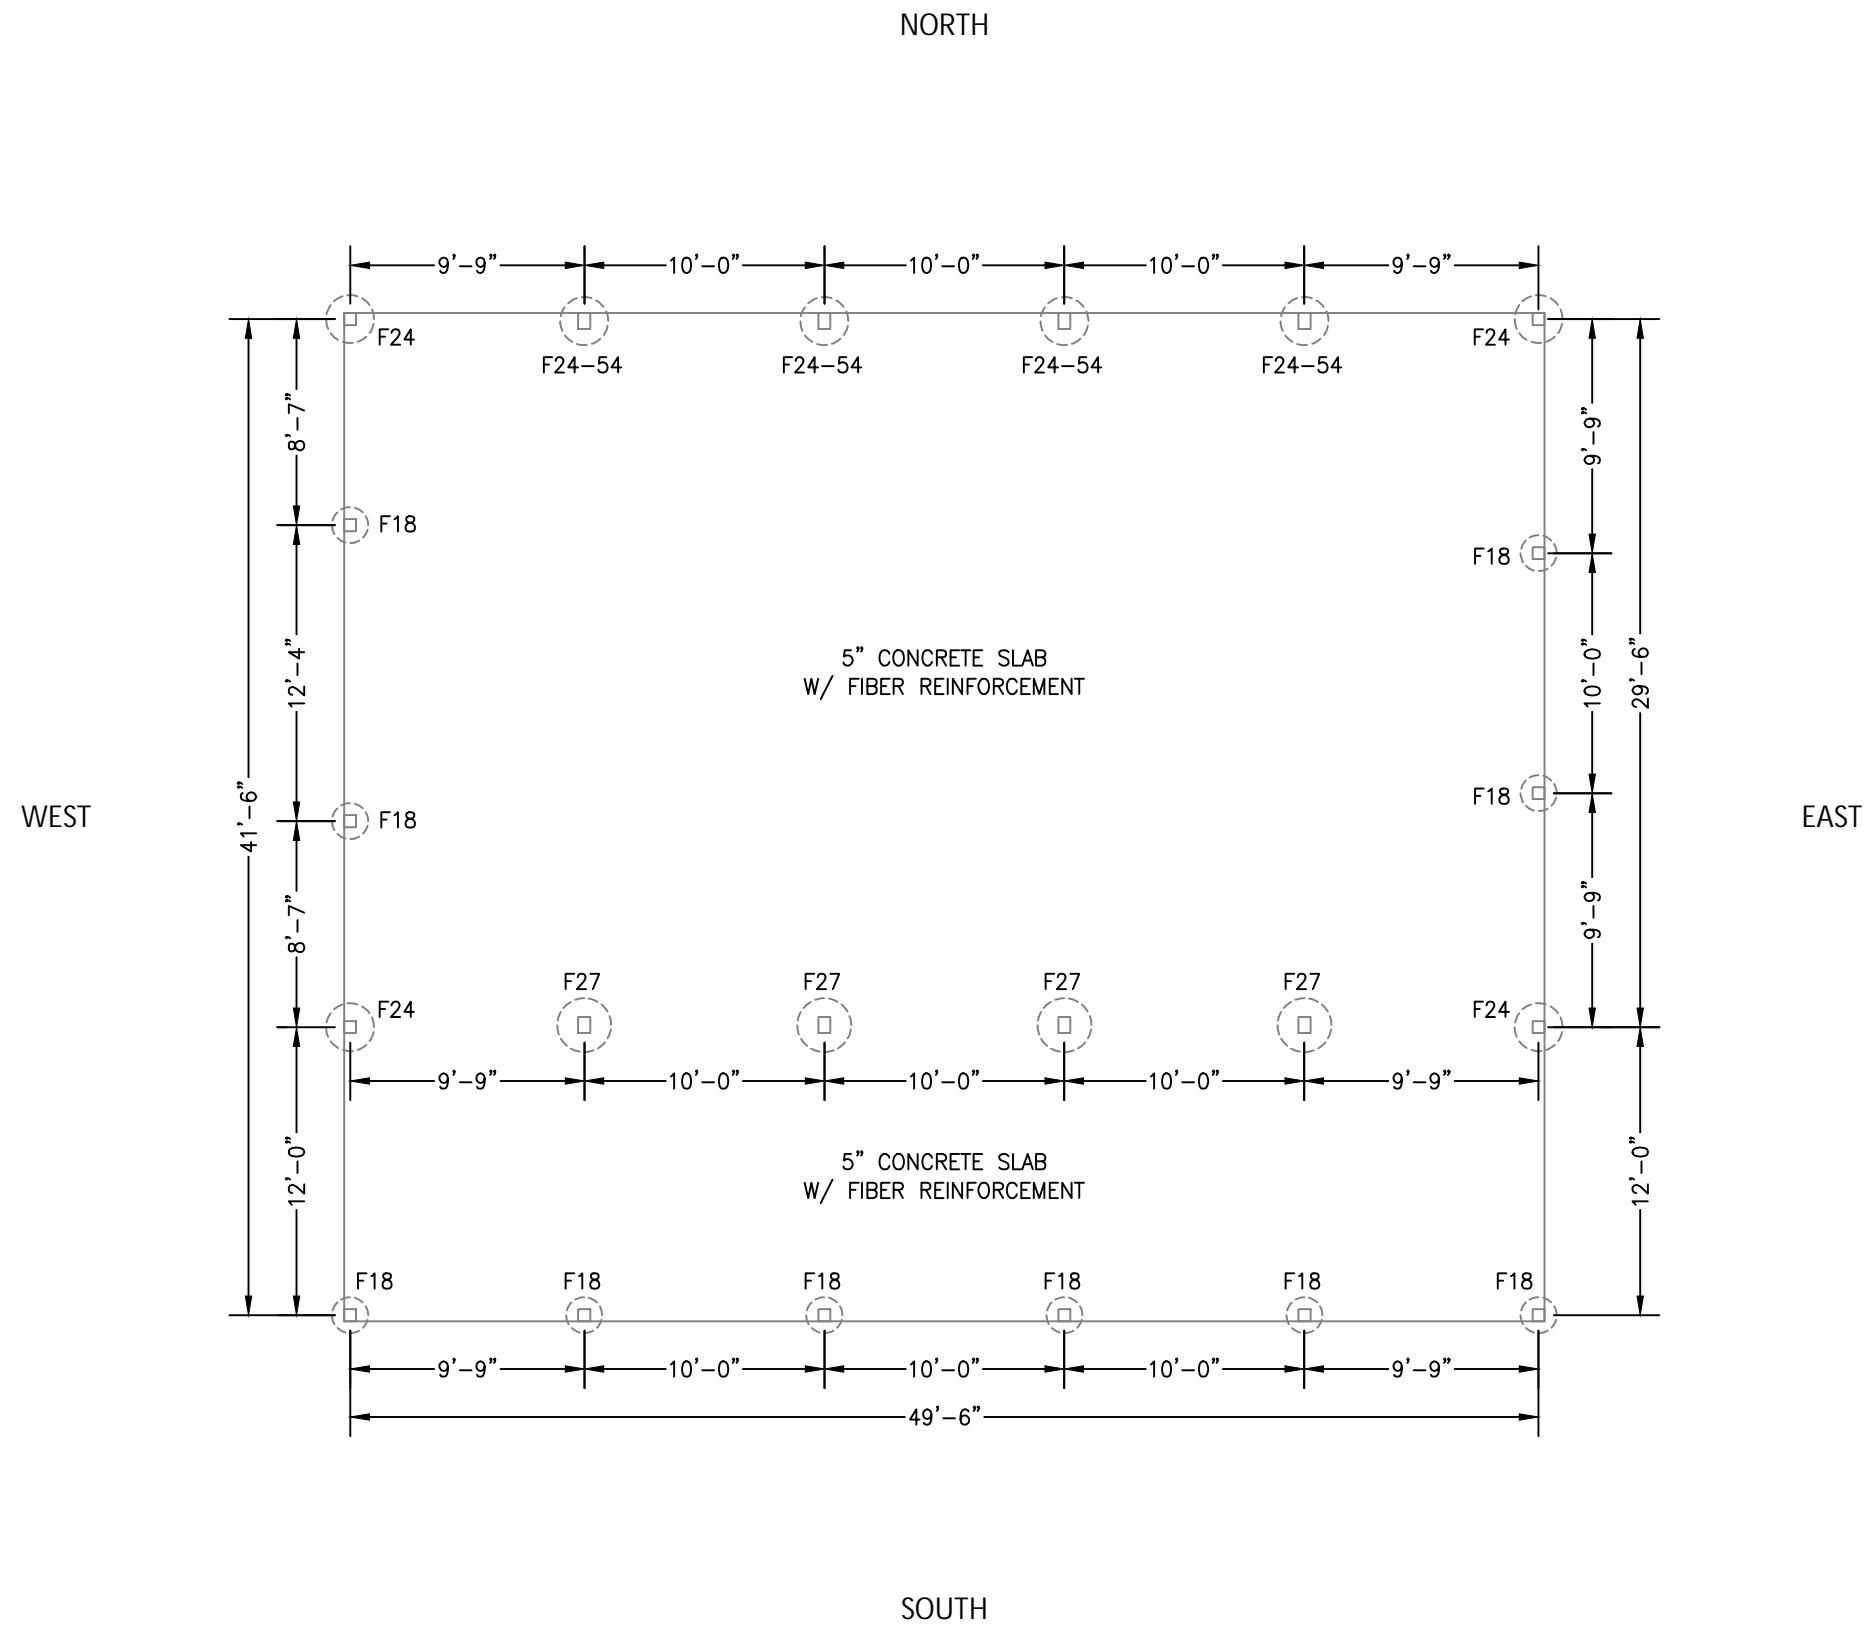 NORTH
9'-9"
10'-0"
10'-0"
10'-0"
9'-9"
F24
F24
F24-54
F24-54
F24-54
F24-54
8'-7"
9'-9"
F18
F18
12'-4"
5" CONCRETE SLAB
W/ FIBER REINFORCEMENT
10'-0"
29'-6"
WEST
41'-6"
F18
F18
EAST
8'-7"
9'-9"
F24
F27
F27
F27
F27
F24
9'-9"
10'-0"
10'-0"
10'-0"
9'-9"
12'-0"
5" CONCRETE SLAB
W/ FIBER REINFORCEMENT
12'-0"
F18
F18
F18
F18
F18
F18
9'-9"
10'-0"
10'-0"
10'-0"
9'-9"
49'-6"
SOUTH